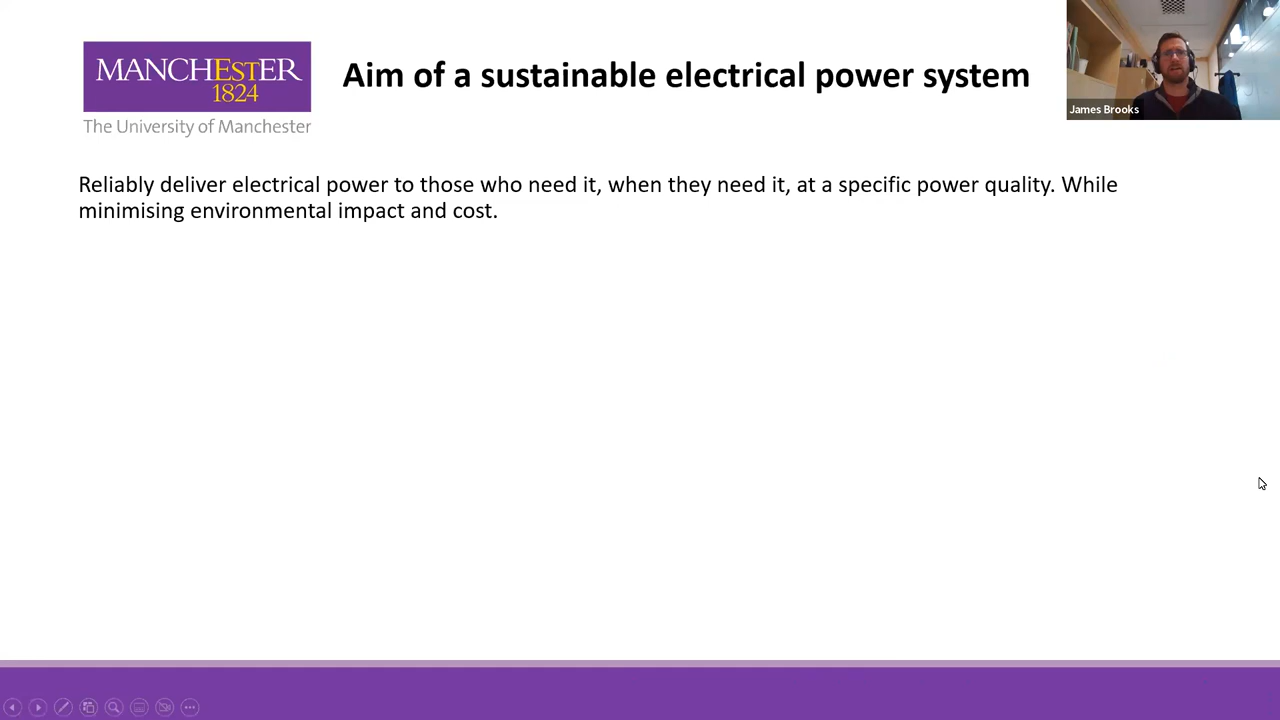 MANCHESTER
1824
The University of Manchester
Aim of a sustainable electrical power system
James Brooks
Reliably deliver electrical power to those who need it, when they need it, at a specific power quality. While
minimising environmental impact and cost.